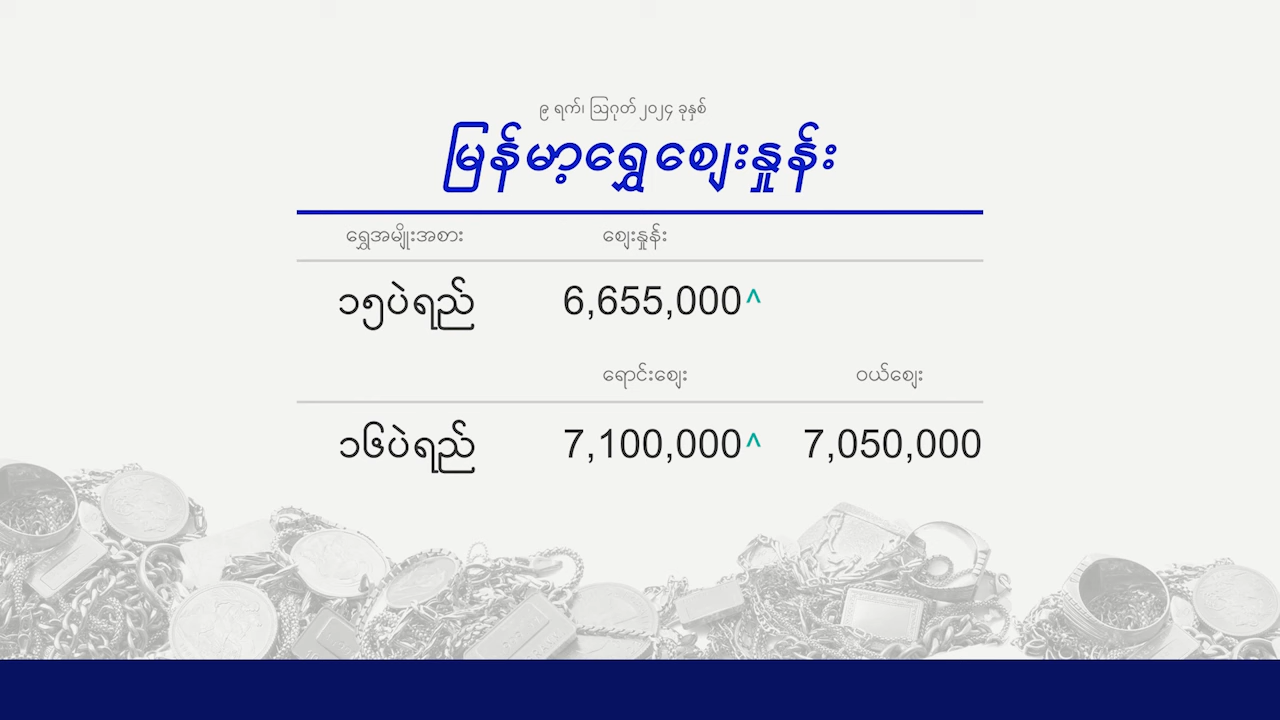 ၉ ရက်၊ ဩဂုတ် ၂၀၂၄ ခုနှစ်
မြန်မာ့ရွှေဈေးနှုန်း
ရွှေအမျိုးအစား ဈေးနှုန်း
၁၅ပဲရည် 6,655,000^
ရောင်းဈေး ဝယ်ဈေး
၁၆ပဲရည် 7,100,000^ 7,050,000